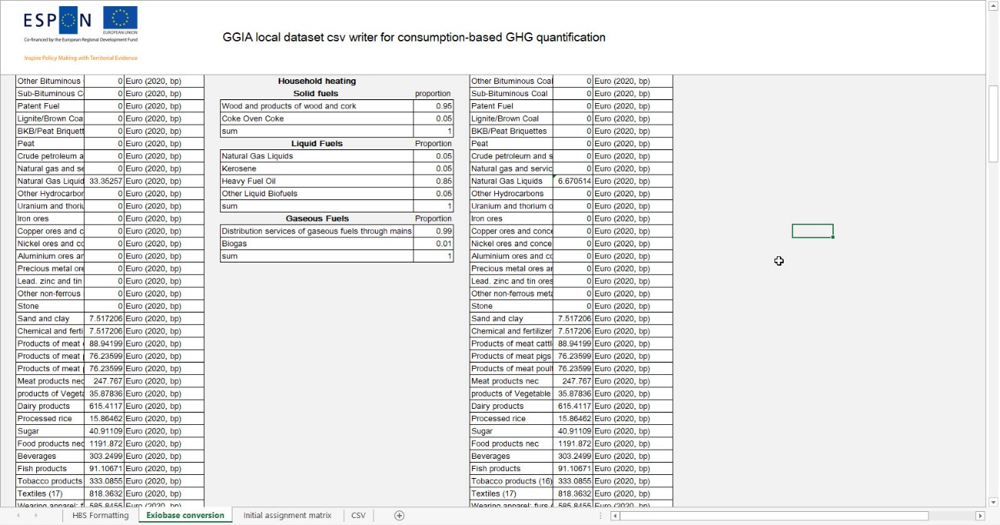 ESPON
EUROPEAN UNION
Co-financed by the European Regional Development Fund
Inspire Policy Making with Territorial Evidence
GGIA local dataset csv writer for consumption-based GHG quantification
Other Bituminous 0 Euro (2020, bp) Household heating Other Bituminous Coal 0 Euro (2020, bp)
Sub-Bituminous C 0 Euro (2020, bp) Solid fuels proportion Sub-Bituminous Coal 0 Euro (2020, bp)
Patent Fuel 0 Euro (2020, bp) Wood and products of wood and cork 0.95 Patent Fuel 0 Euro (2020, bp)
Lignite/Brown Coa 0 Euro (2020, bp) Coke Oven Coke 0.05 Lignite/Brown Coal 0 Euro (2020, bp)
BKB/Peat Briquett 0 Euro (2020, bp) sum 1 BKB/Peat Briquettes 0 Euro (2020, bp)
Peat 0 Euro (2020, bp) Liquid Fuels Proportion Peat 0 Euro (2020, bp)
Crude petroleum a 0 Euro (2020, bp) Natural Gas Liquids 0.05 Crude petroleum and s 0 Euro (2020, bp)
Natural gas and se 0 Euro (2020, bp) Kerosene 0.05 Natural gas and servic 0 Euro (2020, bp)
Natural Gas Liquid 33.35257 Euro (2020, bp) Heavy Fuel Oil 0.85 Natural Gas Liquids 6.670514 Euro (2020, bp)
Other Hydrocarbor 0 Euro (2020, bp) Other Liquid Biofuels 0.05 Other Hydrocarbons 0 Euro (2020, bp)
Uranium and thoriu 0 Euro (2020, bp) sum 1 Uranium and thorium o 0 Euro (2020, bp)
Iron ores 0 Euro (2020, bp) Gaseous Fuels Proportion Iron ores 0 Euro (2020, bp)
Copper ores and c 0 Euro (2020, bp) Distribution services of gaseous fuels through mains 0.99 Copper ores and conce 0 Euro (2020, bp)
Nickel ores and co 0 Euro (2020, bp) Biogas 0.01 Nickel ores and conce 0 Euro (2020, bp)
Aluminium ores an 0 Euro (2020, bp) sum 1 Aluminium ores and co 0 Euro (2020, bp)
Precious metal ore 0 Euro (2020, bp) Precious metal ores ar 0 Euro (2020, bp)
Lead. zinc and tin 0 Euro (2020, bp) Lead. zinc and tin ores 0 Euro (2020, bp)
Other non-ferrous 0 Euro (2020, bp) Other non-ferrous meta 0 Euro (2020, bp)
Stone 0 Euro (2020, bp) Stone 0 Euro (2020, bp)
Sand and clay 7.517206 Euro (2020, bp) Sand and clay 7.517206 Euro (2020, bp)
Chemical and ferti 7.517206 Euro (2020, bp) Chemical and fertilizer 7.517206 Euro (2020, bp)
Products of meat 88.94199 Euro (2020, bp) Products of meat cattl 88.94199 Euro (2020, bp)
Products of meat 76.23599 Euro (2020, bp) Products of meat pigs 76.23599 Euro (2020, bp)
Products of meat 76.23599 Euro (2020, bp) Products of meat poult 76.23599 Euro (2020, bp)
Meat products nec 247.767 Euro (2020, bp) Meat products nec 247.767 Euro (2020, bp)
products of Vegeta 35.87836 Euro (2020, bp) products of Vegetable 35.87836 Euro (2020, bp)
Dairy products 615.4117 Euro (2020, bp) Dairy products 615.4117 Euro (2020, bp)
Processed rice 15.86462 Euro (2020, bp) Processed rice 15.86462 Euro (2020, bp)
Sugar 40.91109 Euro (2020, bp) Sugar 40.91109 Euro (2020, bp)
Food products nec 1191.872 Euro (2020, bp) Food products nec 1191.872 Euro (2020, bp)
Beverages 303.2499 Euro (2020, bp) Beverages 303.2499 Euro (2020, bp)
Fish products 91.10671 Euro (2020, bp) Fish products 91.10671 Euro (2020, bp)
Tobacco products 333.0855 Euro (2020, bp) Tobacco products (16) 333.0855 Euro (2020, bp)
Textiles (17) 818.3632 Euro (2020, bp) Textiles (17) 818.3632 Euro (2020, bp)
Wearing apparel; f 585.8455 Euro (2020, bp) Wearing apparel; furs 585.8455 Euro (2020, bp)
HBS Formatting Exiobase conversion Initial assignment matrix CSV